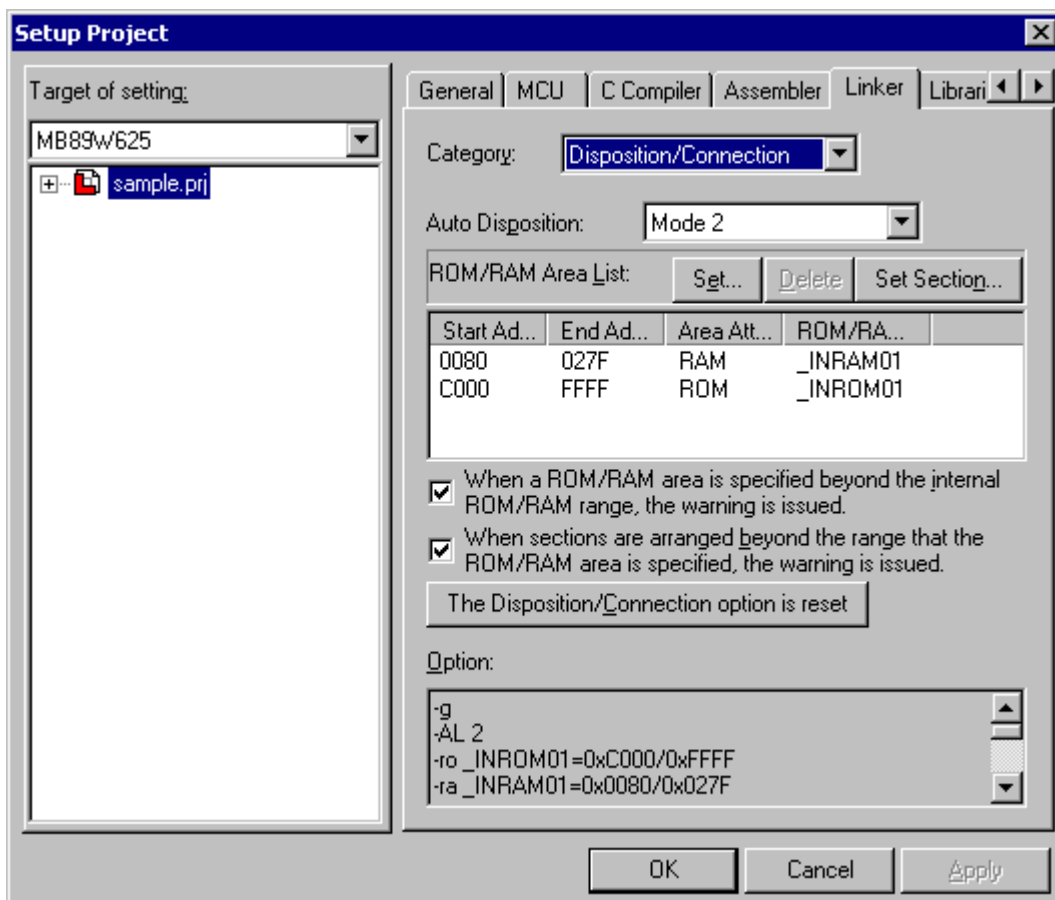 Setup Project
Target of setting:
MB89W625
sample.prj
General MCU C Compiler Assembler Linker Librari
Category: Disposition/Connection
Auto Disposition: Mode 2
ROM/RAM Area List: Set... Delete Set Section...
Start Ad... End Ad... Area Att... ROM/RA...
0080 027F RAM _INRAM01
C000 FFFF ROM _INROM01
When a ROM/RAM area is specified beyond the internal
ROM/RAM range, the warning is issued.
When sections are arranged beyond the range that the
ROM/RAM area is specified, the warning is issued.
The Disposition/Connection option is reset
Option:
-g
-AL 2
-ro _INROM01=0xC000/0xFFFF
-ra _INRAM01=0x0080/0x027F
OK Cancel Apply